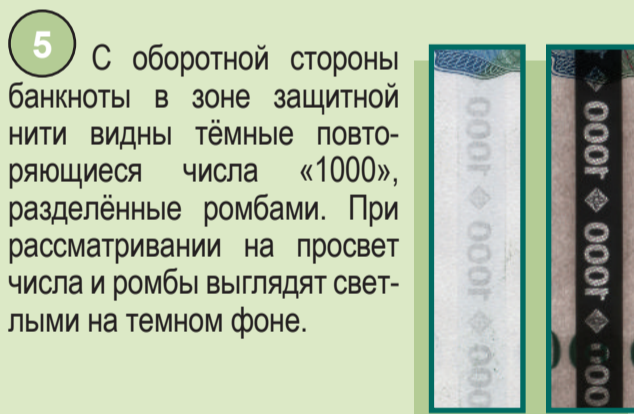 5
С оборотной стороны
банкноты в зоне защитной
нити видны тёмные повто-
ряющиеся числа «1000»,
разделённые ромбами. При
рассматривании на просвет
числа и ромбы выглядят свет-
лыми на темном фоне.
1000 1000
1000 1000